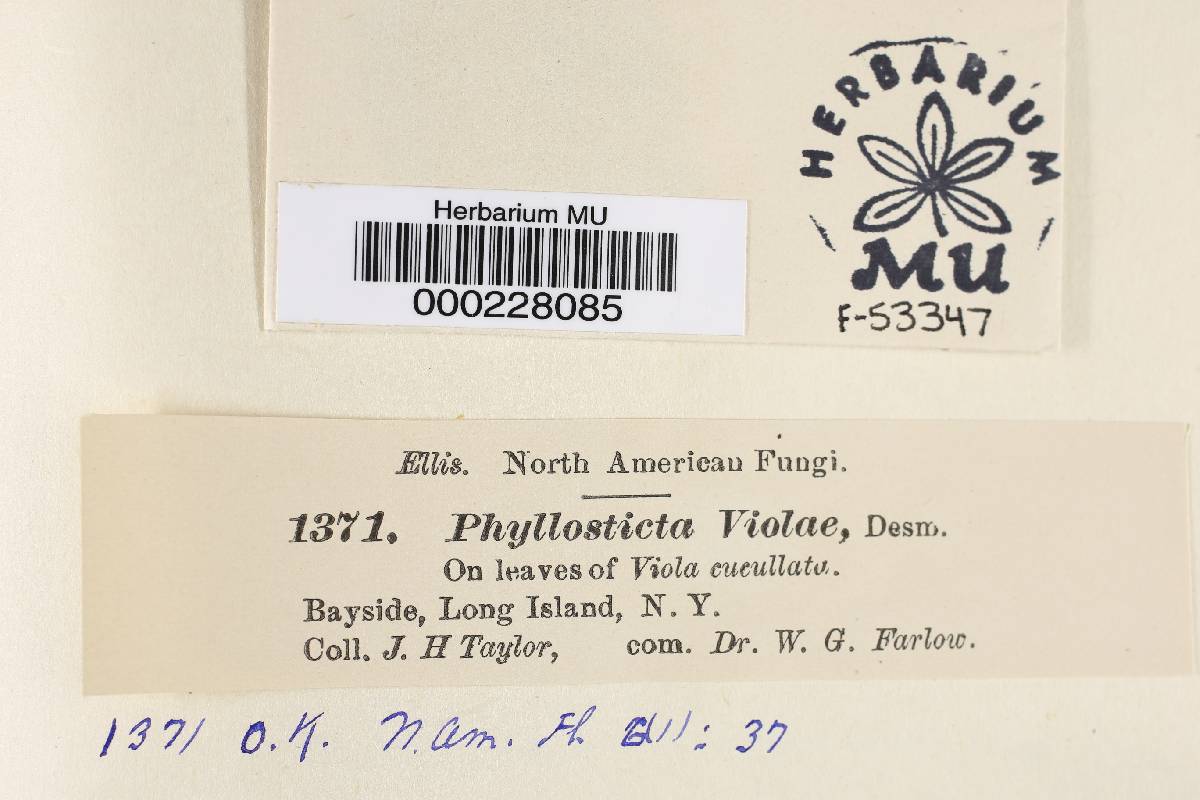 HERBARIUM
MU
F-53347
Herbarium MU
000228085
Ellis. North American Fungi.
1371. Phyllosticta Violae, Desm.
On leaves of Viola cucullata.
Bayside, Long Island, N. Y.
Coll. J. H Taylor, com. Dr. W. G. Farlow.
1371 O.K. N. Am. : 37